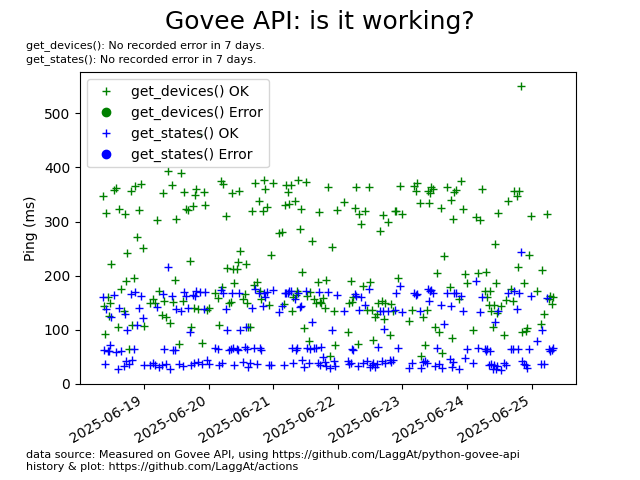 Govee API: is it working?
get_devices(): No recorded error in 7 days.
get_states(): No recorded error in 7 days.
get_devices() OK
get_devices() Error
get_states() OK
get_states() Error
Ping (ms)
500
400
300
200
100
0
2025-06-19
2025-06-20
2025-06-21
2025-06-22
2025-06-23
2025-06-24
2025-06-25
data source: Measured on Govee API, using https://github.com/LaggAt/python-govee-api
history & plot: https://github.com/LaggAt/actions